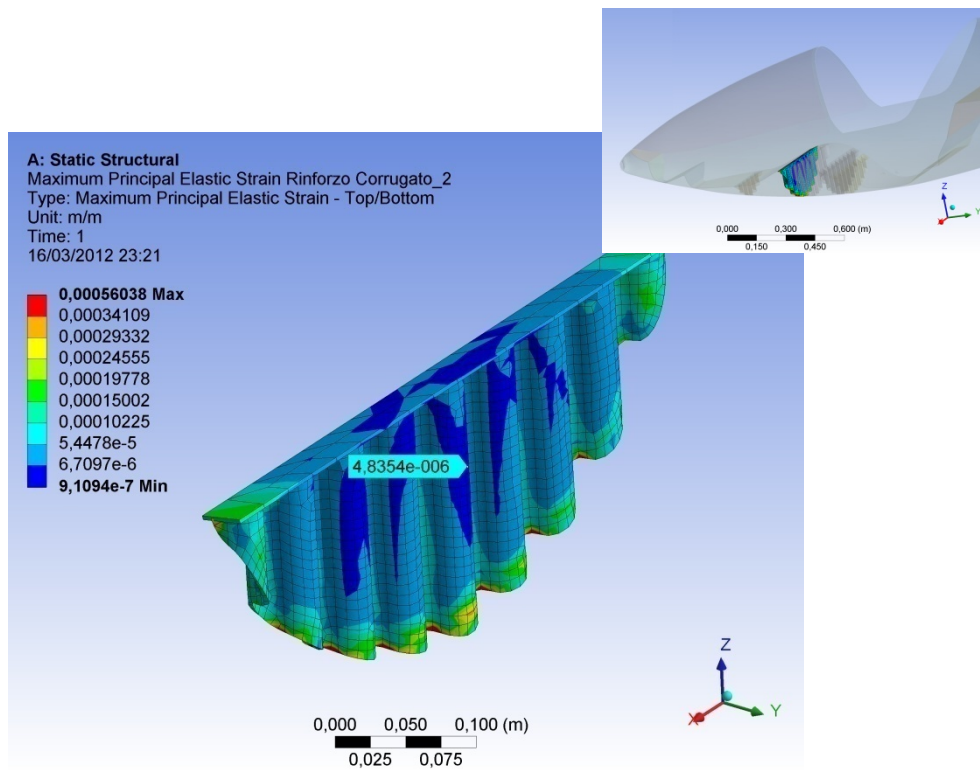 A: Static Structural
Maximum Principal Elastic Strain Rinforzo Corrugato_2
Type: Maximum Principal Elastic Strain - Top/Bottom
Unit: m/m
Time: 1
16/03/2012 23:21
0,00056038 Max
0,00034109
0,00029332
0,00024555
0,00019778
0,00015002
0,00010225
5,4478e-5
6,7097e-6
9,1094e-7 Min
4,8354e-006
0,000 0,050 0,100 (m)
0,025 0,075
Z
Y
X
0,000 0,300 0,600 (m)
0,150 0,450
Z
Y
X